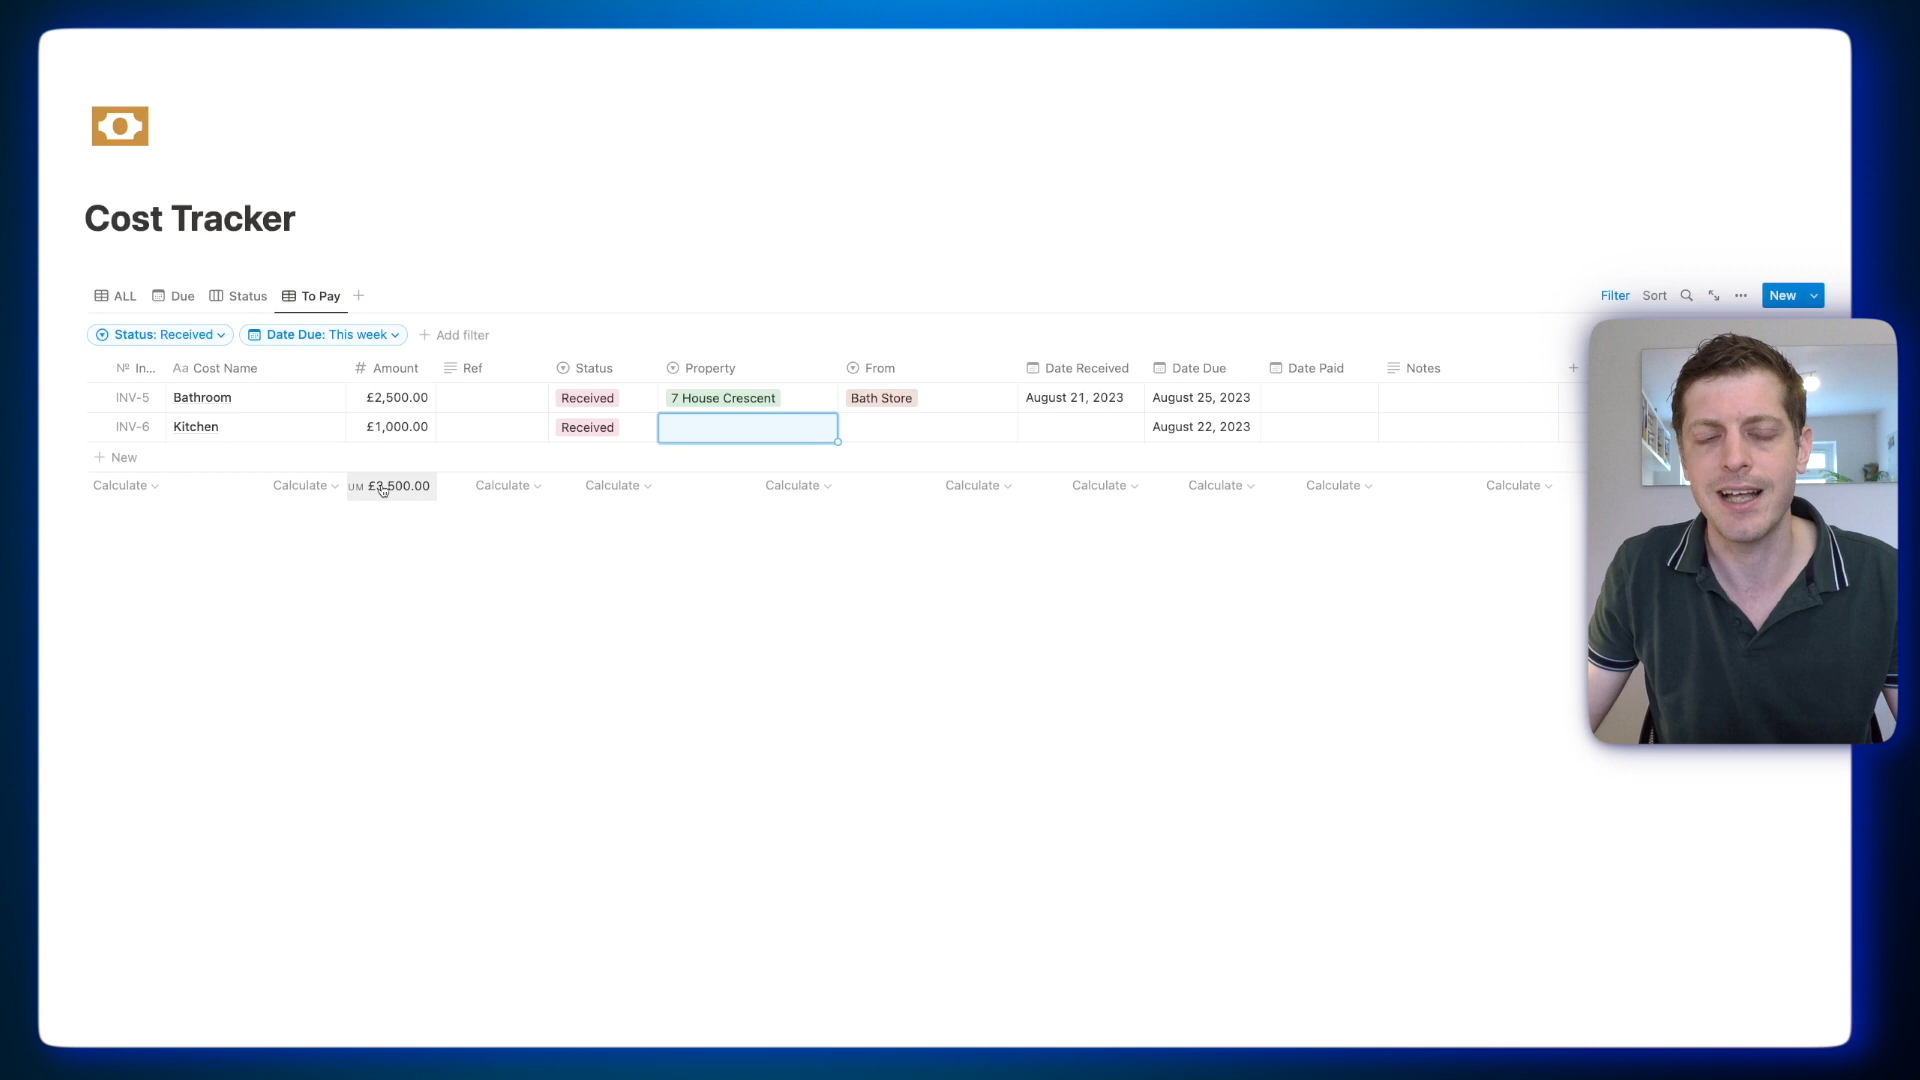 Cost Tracker
ALL Due Status To Pay
Filter Sort New
Status: Received Date Due: This week Add filter
Nº In... Aa Cost Name # Amount Ref Status Property From Date Received Date Due Date Paid Notes
INV-5 Bathroom £2,500.00 Received 7 House Crescent Bath Store August 21, 2023 August 25, 2023
INV-6 Kitchen £1,000.00 Received August 22, 2023
New
Calculate Calculate UM £3,500.00 Calculate Calculate Calculate Calculate Calculate Calculate Calculate Calculate